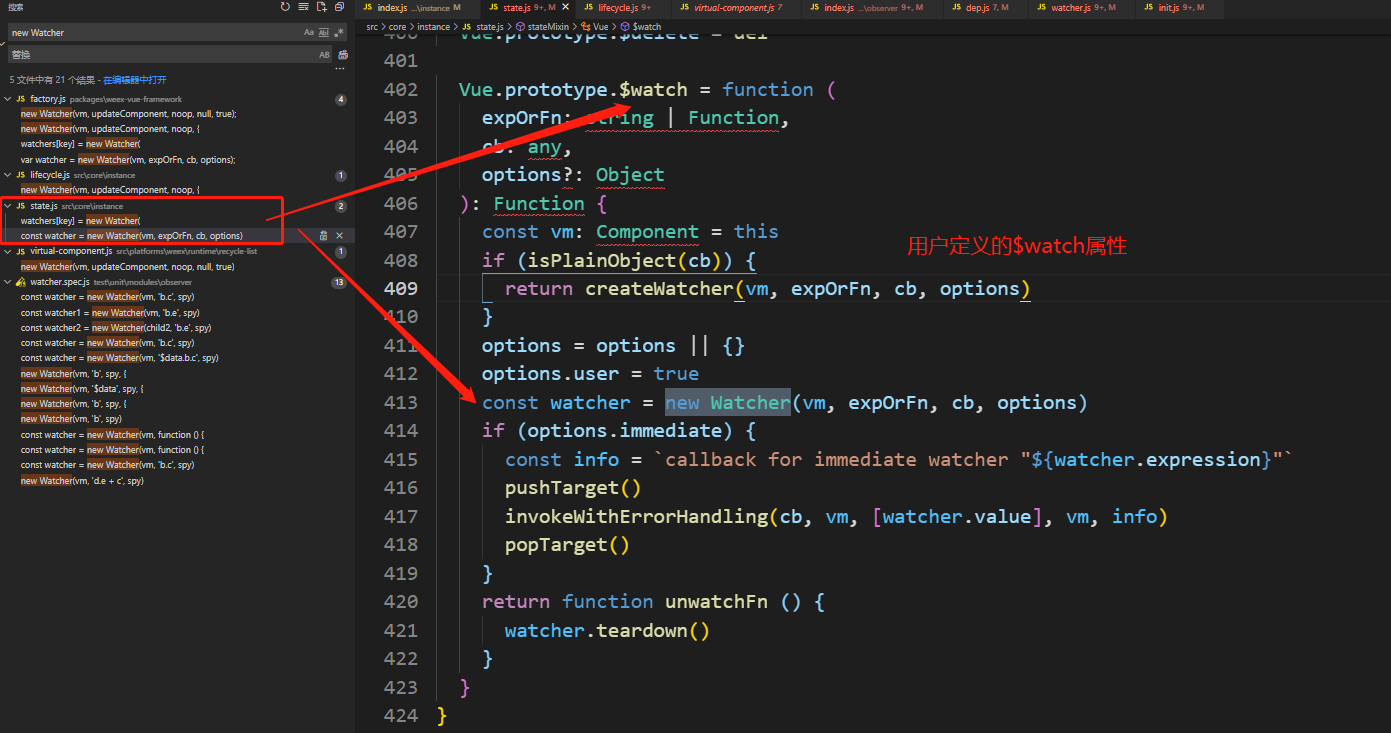 搜索
new Watcher
Aa ab .*
替换
AB
5 文件中有 21 个结果 - 在编辑器中打开
factory.js packages\weex-vue-framework 4
new Watcher(vm, updateComponent, noop, null, true);
new Watcher(vm, updateComponent, noop, {
watchers[key] = new Watcher(
var watcher = new Watcher(vm, expOrFn, cb, options);
lifecycle.js src\core\instance 1
new Watcher(vm, updateComponent, noop, {
state.js src\core\instance 2
watchers[key] = new Watcher(
const watcher = new Watcher(vm, expOrFn, cb, options)
virtual-component.js src\platforms\weex\runtime\recycle-list 1
new Watcher(vm, updateComponent, noop, null, true)
watcher.spec.js test\unit\modules\observer 13
const watcher = new Watcher(vm, 'b.c', spy)
const watcher1 = new Watcher(vm, 'b.e', spy)
const watcher2 = new Watcher(child2, 'b.e', spy)
const watcher = new Watcher(vm, 'b.c', spy)
const watcher = new Watcher(vm, '$data.b.c', spy)
new Watcher(vm, 'b', spy, {
new Watcher(vm, '$data', spy, {
new Watcher(vm, 'b', spy, {
new Watcher(vm, 'b', spy)
const watcher = new Watcher(vm, function () {
const watcher = new Watcher(vm, function () {
const watcher = new Watcher(vm, 'b.c', spy)
new Watcher(vm, 'd.e + c', spy)
index.js ...\instance M
state.js 9+, M
lifecycle.js 9+
virtual-component.js 7
index.js ...\observer 9+, M
dep.js 7, M
watcher.js 9+, M
init.js 9+, M
src > core > instance > JS state.js > stateMixin > Vue > $watch
400 Vue.prototype.$delete = del
401
402 Vue.prototype.$watch = function (
403 expOrFn: string | Function,
404 cb: any,
405 options?: Object
406 ): Function {
407 const vm: Component = this
408 if (isPlainObject(cb)) {
409 return createWatcher(vm, expOrFn, cb, options)
410 }
411 options = options || {}
412 options.user = true
413 const watcher = new Watcher(vm, expOrFn, cb, options)
414 if (options.immediate) {
415 const info = `callback for immediate watcher "${watcher.expression}"`
416 pushTarget()
417 invokeWithErrorHandling(cb, vm, [watcher.value], vm, info)
418 popTarget()
419 }
420 return function unwatchFn () {
421 watcher.teardown()
422 }
423 }
424 }
用户定义的$watch属性